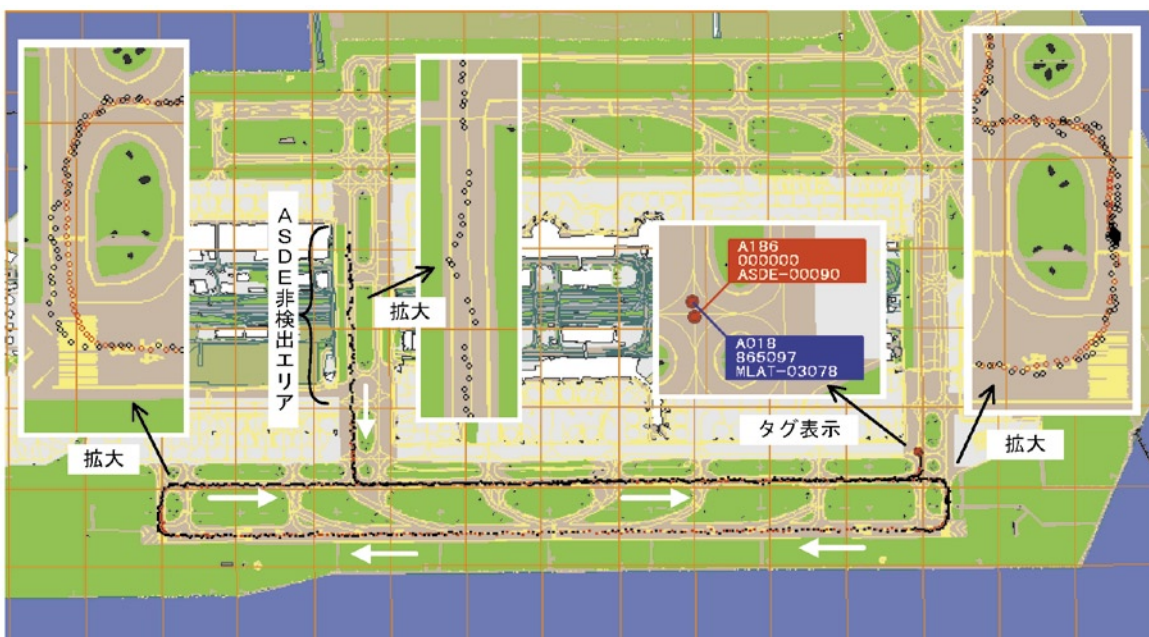 ASDE非検出エリア
拡大
A186
000000
ASDE-00090
A018
865097
MLAT-03078
タグ表示
拡大
拡大